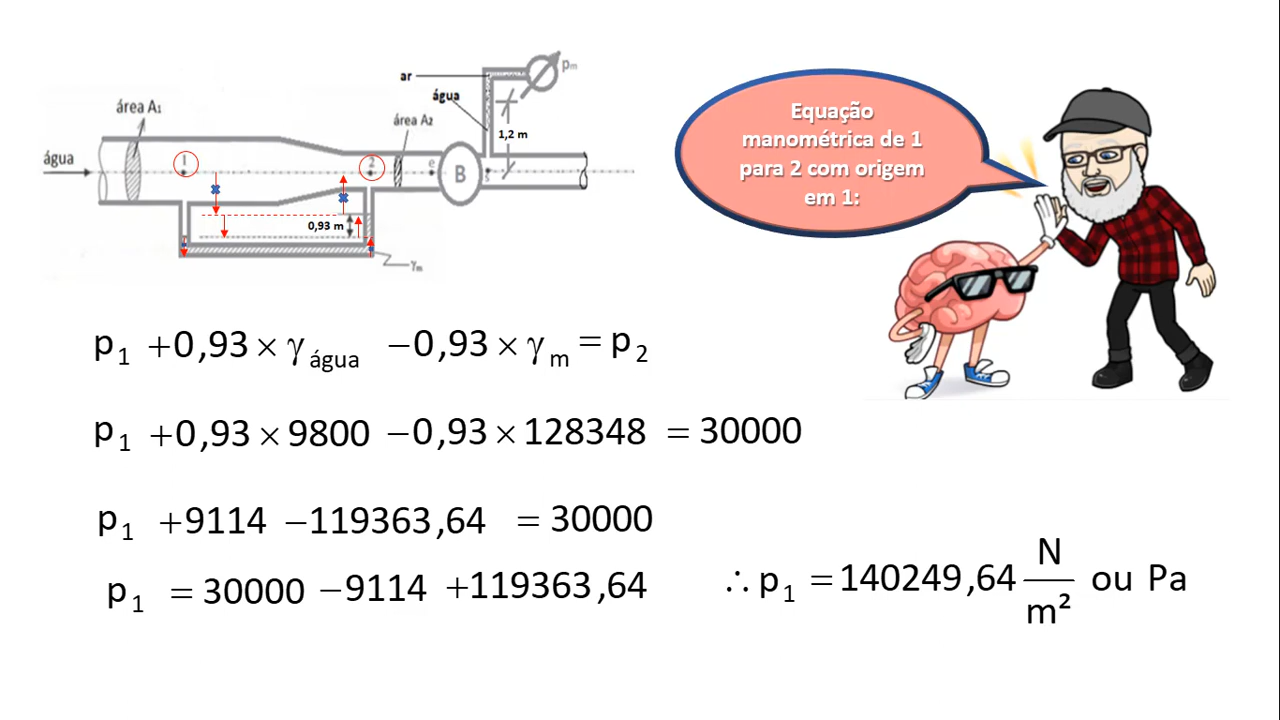 ar
pm
água
área A1
área A2
1,2 m
água
1
2
e
B
s
0,93 m
γm
Equação
manométrica de 1
para 2 com origem
em 1:
p1 +0,93 × γágua −0,93 × γm = p2
p1 +0,93 × 9800 −0,93 × 128348 = 30000
p1 +9114 −119363,64 = 30000
p1 = 30000 −9114 +119363,64
∴ p1 = 140249,64 N/m² ou Pa